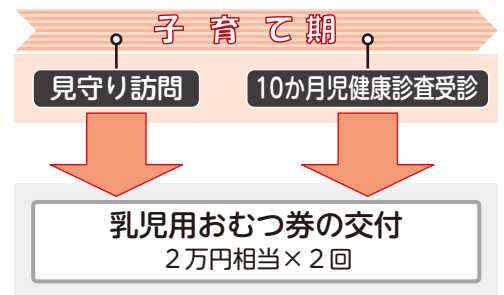 子育て期
見守り訪問
10か月児健康診査受診
乳児用おむつ券の交付
２万円相当×２回